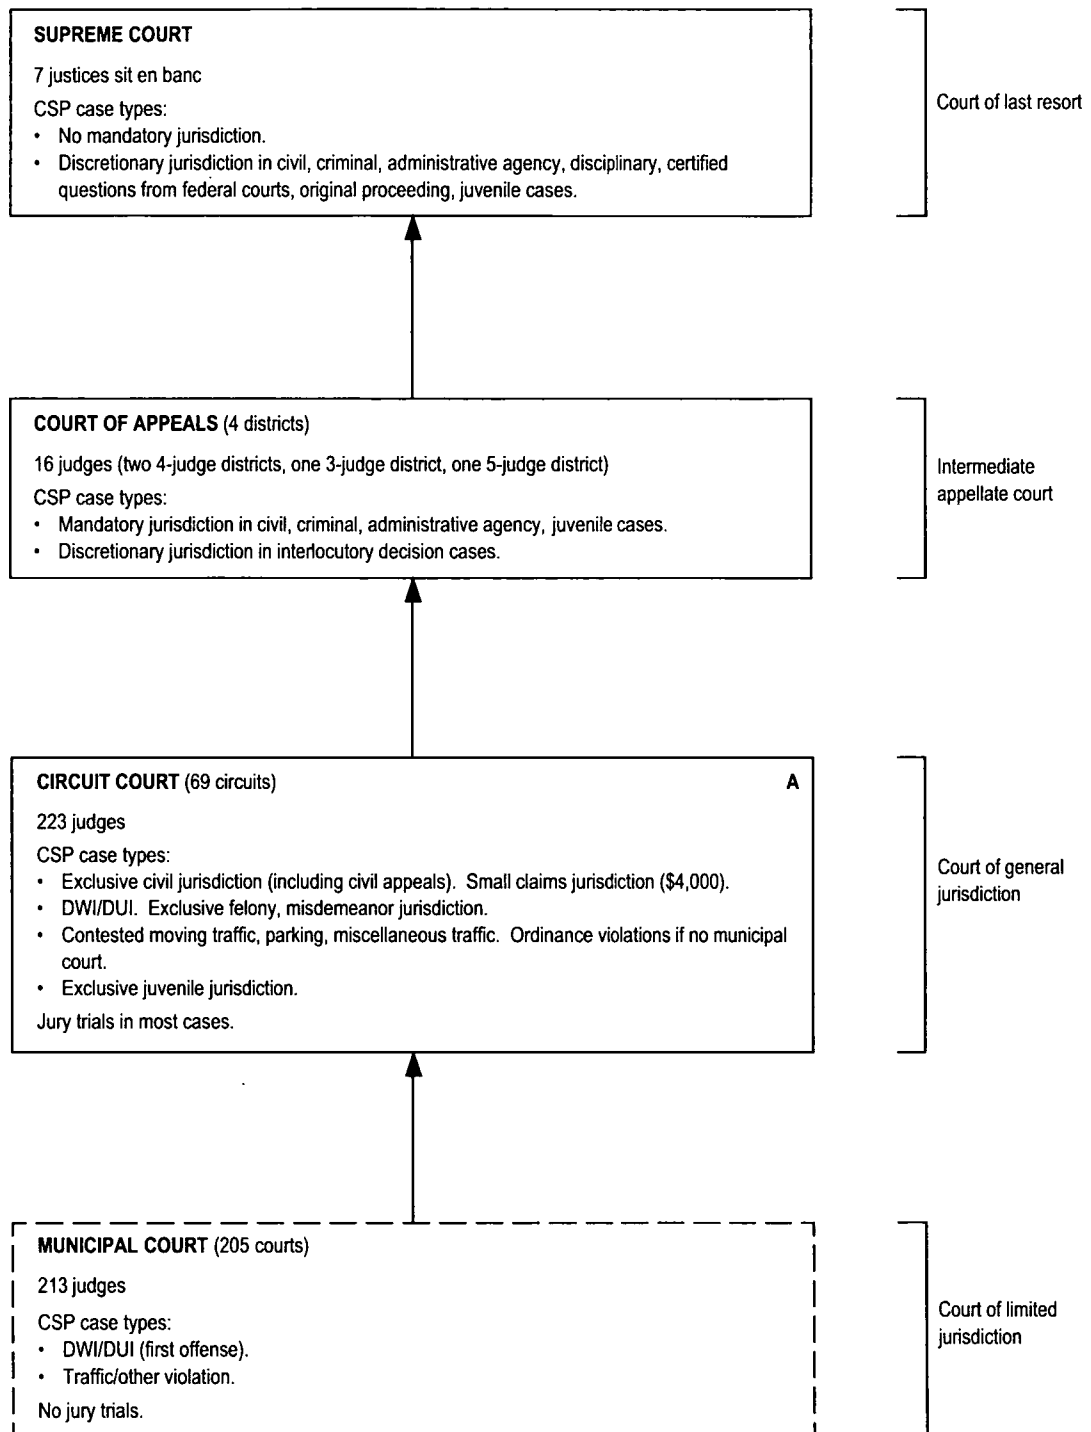 SUPREME COURT
7 justices sit en banc
CSP case types:
• No mandatory jurisdiction.
• Discretionary jurisdiction in civil, criminal, administrative agency, disciplinary, certified
questions from federal courts, original proceeding, juvenile cases.
Court of last resort
COURT OF APPEALS (4 districts)
16 judges (two 4-judge districts, one 3-judge district, one 5-judge district)
CSP case types:
• Mandatory jurisdiction in civil, criminal, administrative agency, juvenile cases.
• Discretionary jurisdiction in interlocutory decision cases.
Intermediate
appellate court
CIRCUIT COURT (69 circuits) A
223 judges
CSP case types:
• Exclusive civil jurisdiction (including civil appeals). Small claims jurisdiction ($4,000).
• DWI/DUI. Exclusive felony, misdemeanor jurisdiction.
• Contested moving traffic, parking, miscellaneous traffic. Ordinance violations if no municipal
court.
• Exclusive juvenile jurisdiction.
Jury trials in most cases.
Court of general
jurisdiction
MUNICIPAL COURT (205 courts)
213 judges
CSP case types:
• DWI/DUI (first offense).
• Traffic/other violation.
No jury trials.
Court of limited
jurisdiction